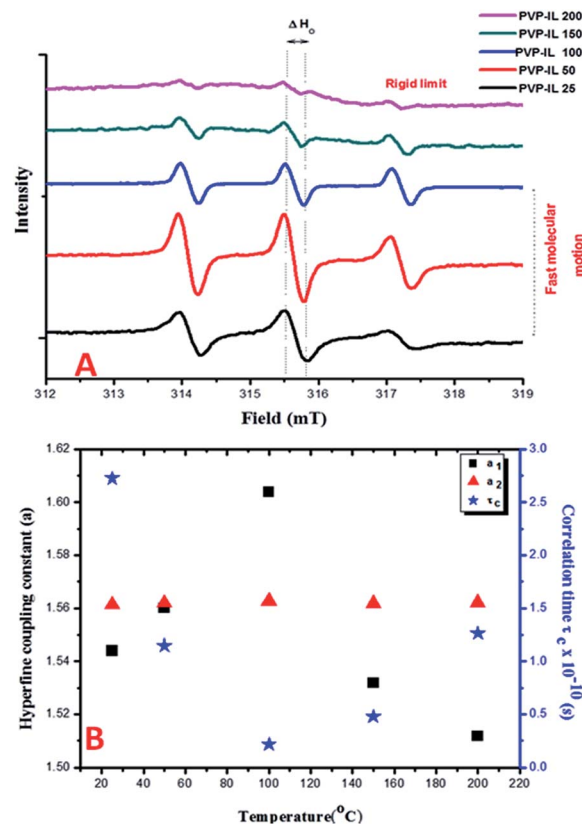 PVP-IL 200
PVP-IL 150
PVP-IL 100
PVP-IL 50
PVP-IL 25
Δ H₀
Rigid limit
Fast molecular
motion
Intensity
A
312 313 314 315 316 317 318 319
Field (mT)
1.62
1.60
1.58
1.56
1.54
1.52
1.50
Hyperfine coupling constant (a)
a₁
a₂
τ꜀
3.0
2.5
2.0
1.5
1.0
0.5
0.0
Correlation time τ꜀ x 10⁻¹⁰ (s)
B
20 40 60 80 100 120 140 160 180 200 220
Temperature(°C)